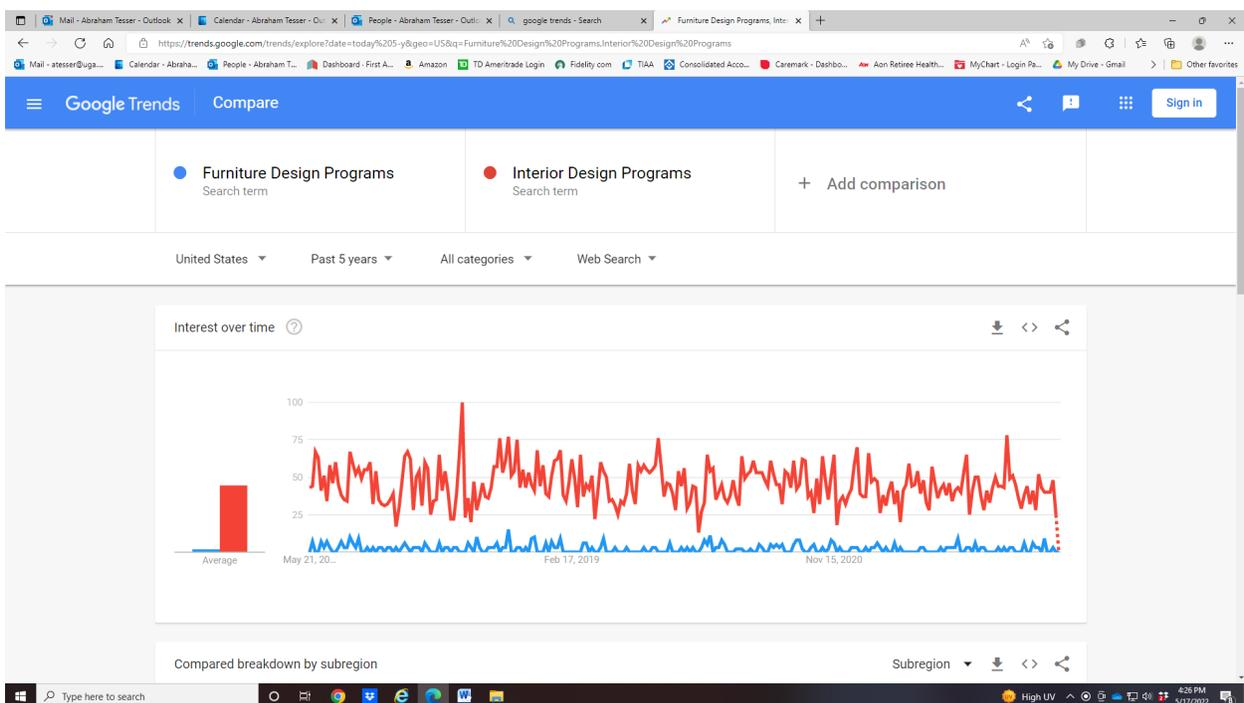 Mail - Abraham Tesser - Outlook
Calendar - Abraham Tesser - Ou
People - Abraham Tesser - Outlo
google trends - Search
Furniture Design Programs, Inte
https://trends.google.com/trends/explore?date=today%205-y&geo=US&q=Furniture%20Design%20Programs,Interior%20Design%20Programs
Mail - atesser@uga....
Calendar - Abraha...
People - Abraham T...
Dashboard - First A...
Amazon
TD Ameritrade Login
Fidelity com
TIAA
Consolidated Acco...
Caremark - Dashbo...
Aon Retiree Health...
MyChart - Login Pa...
My Drive - Gmail
Other favorites
Google Trends
Compare
Sign in
Furniture Design Programs
Search term
Interior Design Programs
Search term
+ Add comparison
United States
Past 5 years
All categories
Web Search
Interest over time
100
75
50
25
Average
May 21, 20...
Feb 17, 2019
Nov 15, 2020
Compared breakdown by subregion
Subregion
Type here to search
High UV
4:26 PM
5/17/2022